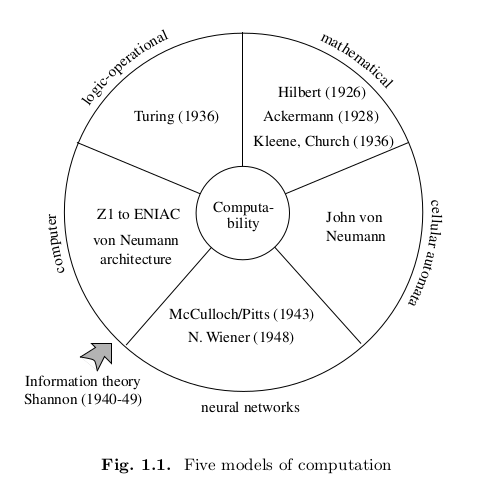 logic-operational
mathematical
Turing (1936)
Hilbert (1926)
Ackermann (1928)
Kleene, Church (1936)
computer
Z1 to ENIAC
von Neumann
architecture
Computa-
bility
John von
Neumann
cellular automata
McCulloch/Pitts (1943)
N. Wiener (1948)
Information theory
Shannon (1940-49)
neural networks
Fig. 1.1. Five models of computation